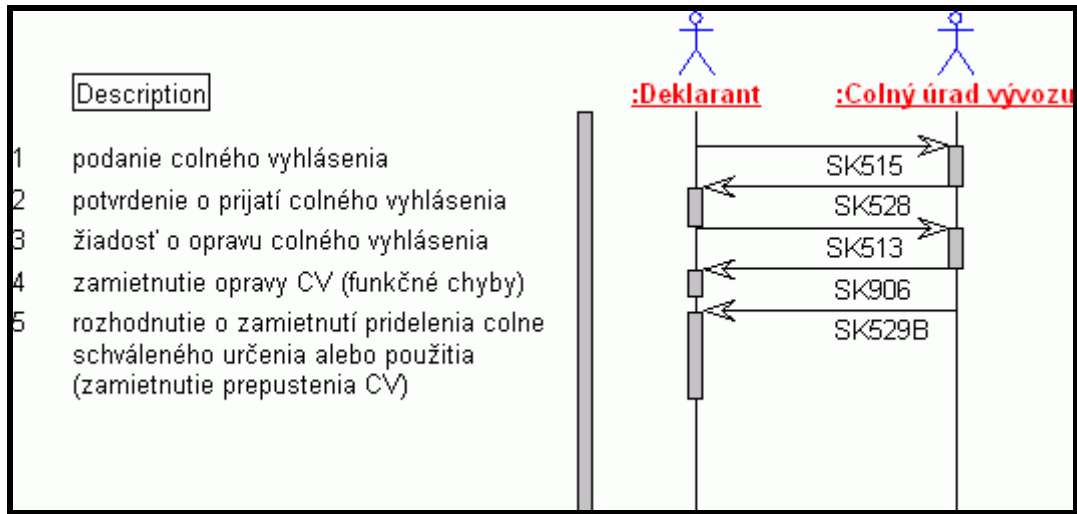 Description
:Deklarant
:Colný úrad vývozu
1 podanie colného vyhlásenia
SK515
2 potvrdenie o prijatí colného vyhlásenia
SK528
3 žiadosť o opravu colného vyhlásenia
SK513
4 zamietnutie opravy CV (funkčné chyby)
SK906
5 rozhodnutie o zamietnutí pridelenia colne
schváleného určenia alebo použitia
(zamietnutie prepustenia CV)
SK529B